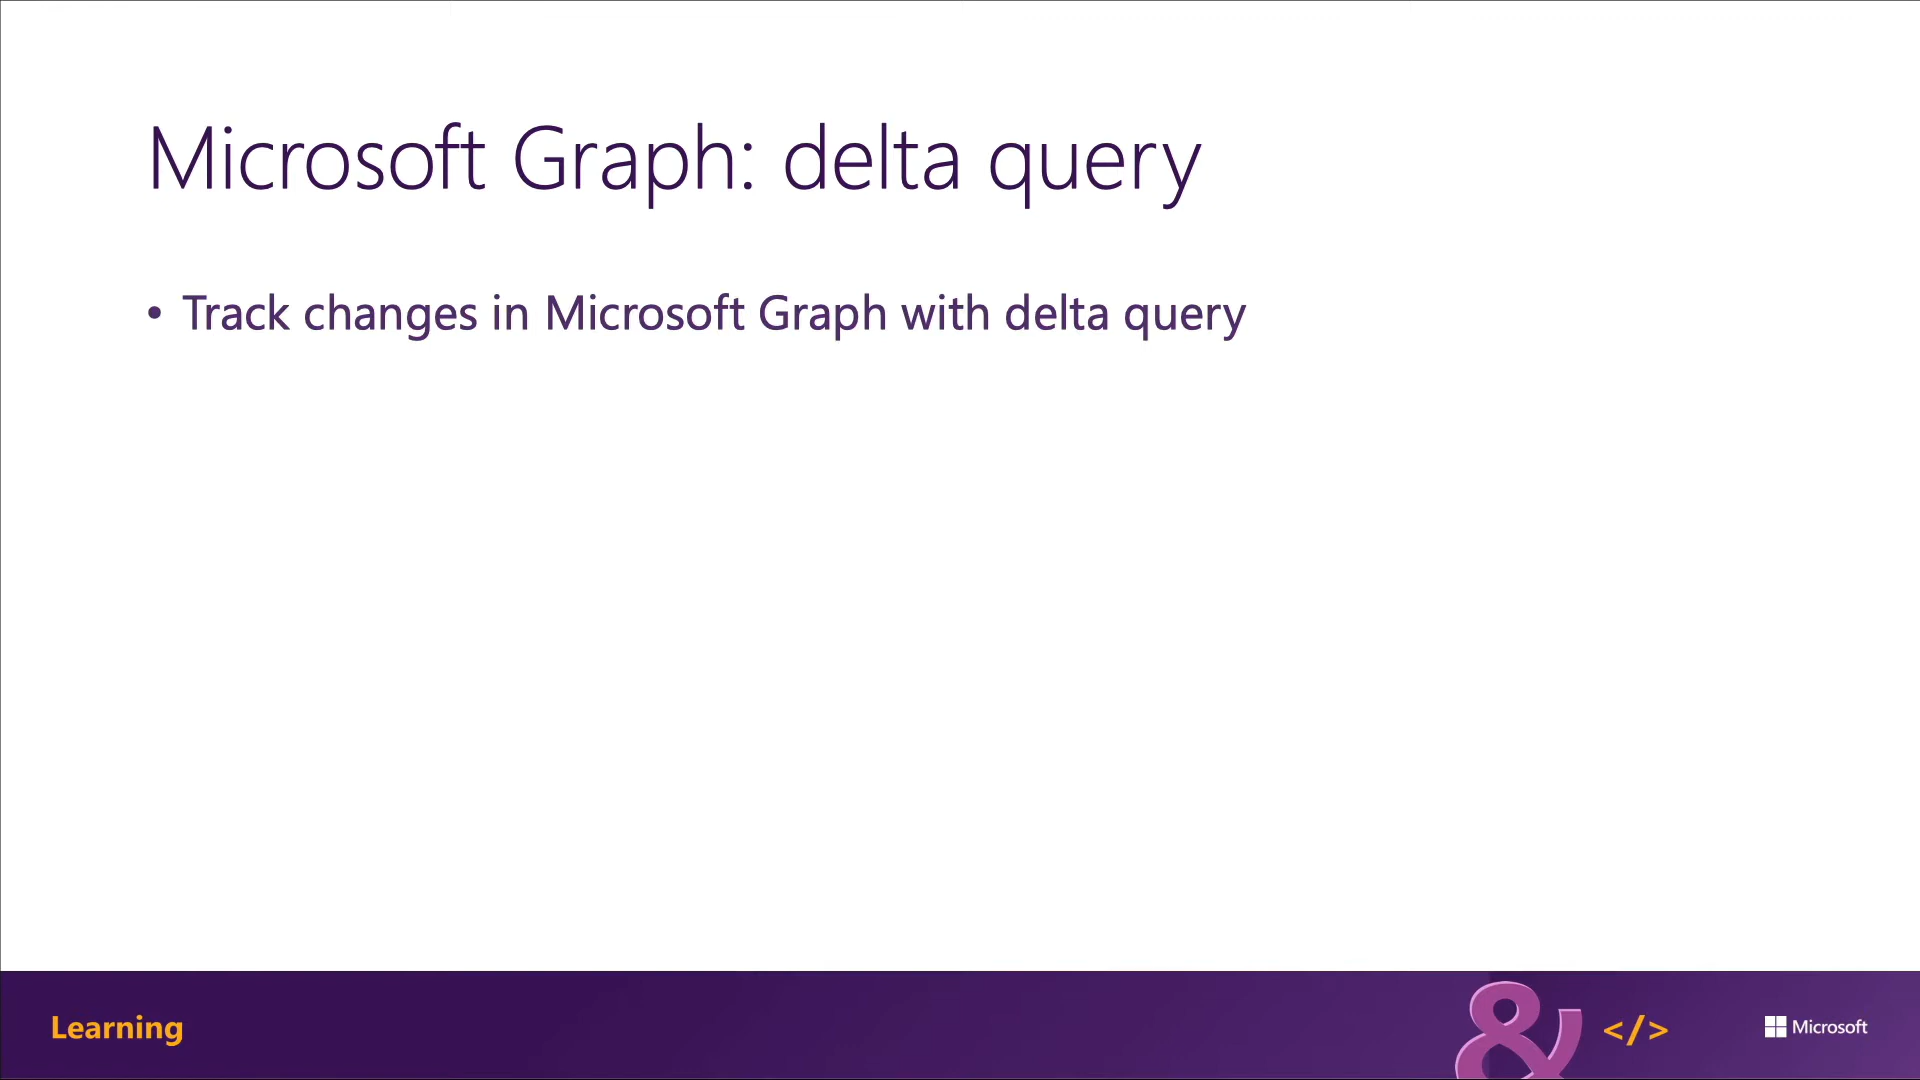 Microsoft Graph: delta query
• Track changes in Microsoft Graph with delta query
Learning
& </>
Microsoft